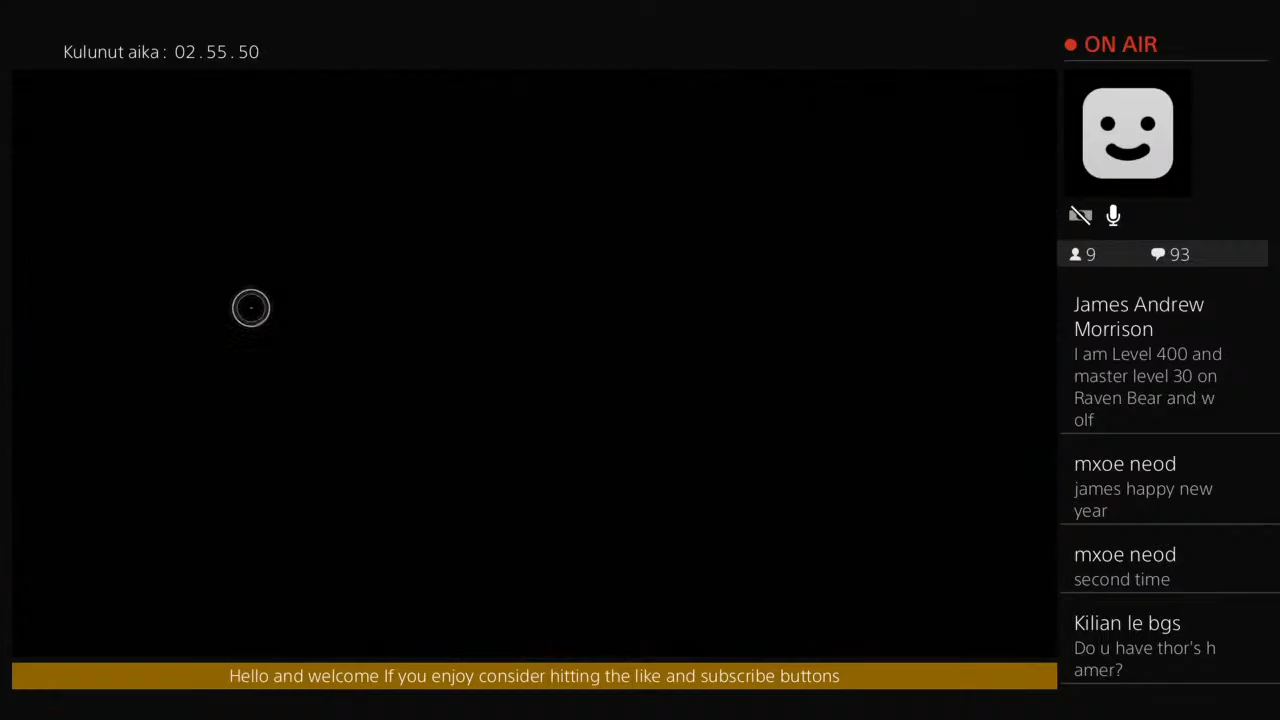 Kulunut aika : 02 . 55 . 50
ON AIR
9 93
James Andrew
Morrison
I am Level 400 and
master level 30 on
Raven Bear and w
olf
mxoe neod
james happy new
year
mxoe neod
second time
Kilian le bgs
Do u have thor's h
amer?
Hello and welcome If you enjoy consider hitting the like and subscribe buttons